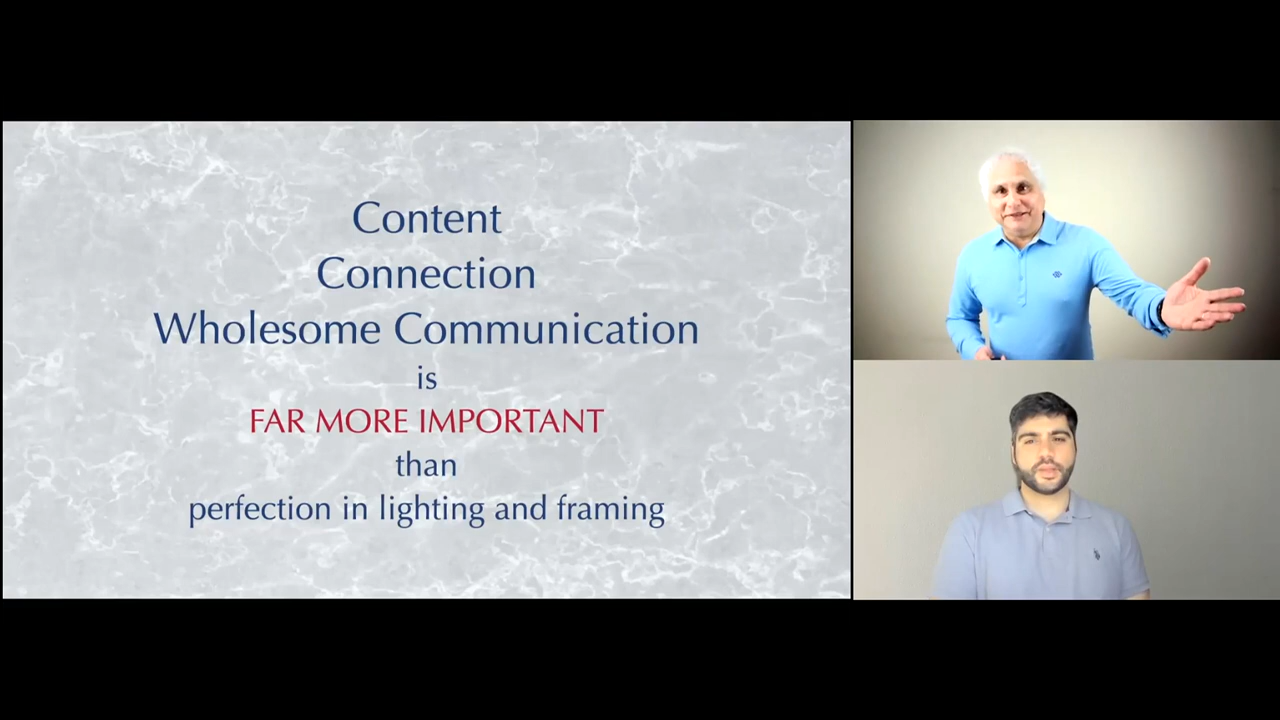 Content
Connection
Wholesome Communication
is
FAR MORE IMPORTANT
than
perfection in lighting and framing